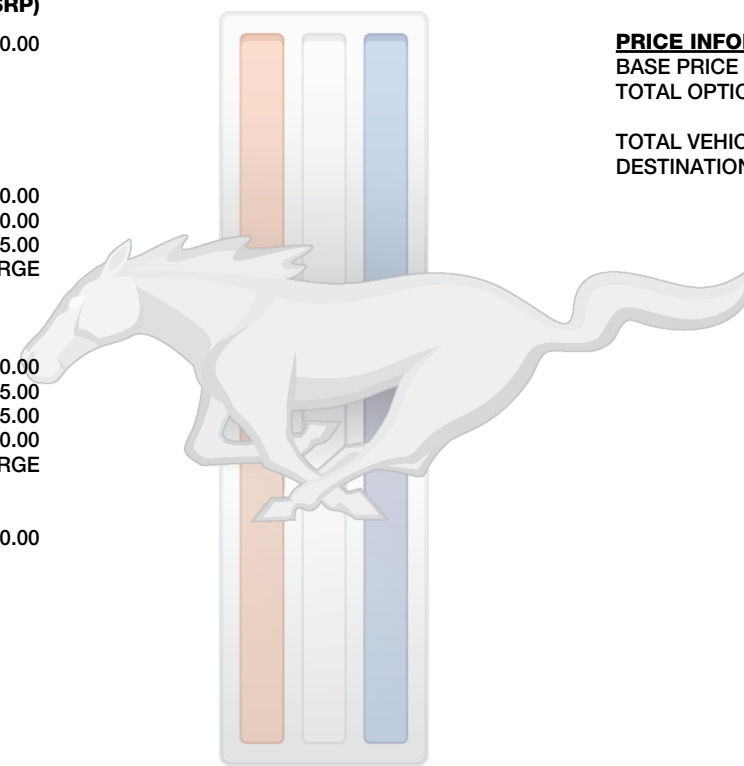 SRP)
0.00
0.00
0.00
5.00
RGE
0.00
5.00
5.00
0.00
RGE
0.00
PRICE INFO
BASE PRICE
TOTAL OPTIO
TOTAL VEHIC
DESTINATION